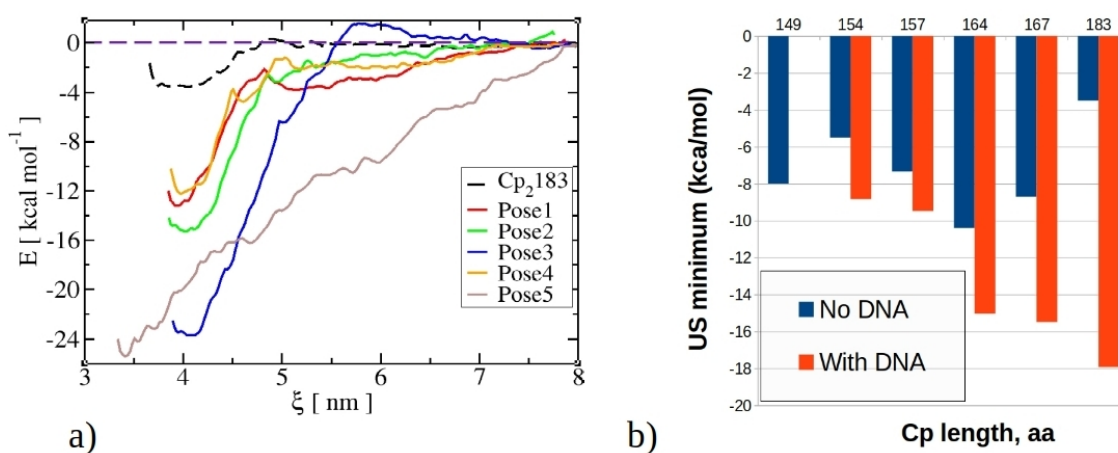 0
-4
-8
-12
-16
-20
-24
E [ kcal mol⁻¹ ]
3 4 5 6 7 8
ξ [ nm ]
Cp₂183
Pose1
Pose2
Pose3
Pose4
Pose5
a)
149 154 157 164 167 183
0
-2
-4
-6
-8
-10
-12
-14
-16
-18
-20
US minimum (kca/mol)
No DNA
With DNA
Cp length, aa
b)